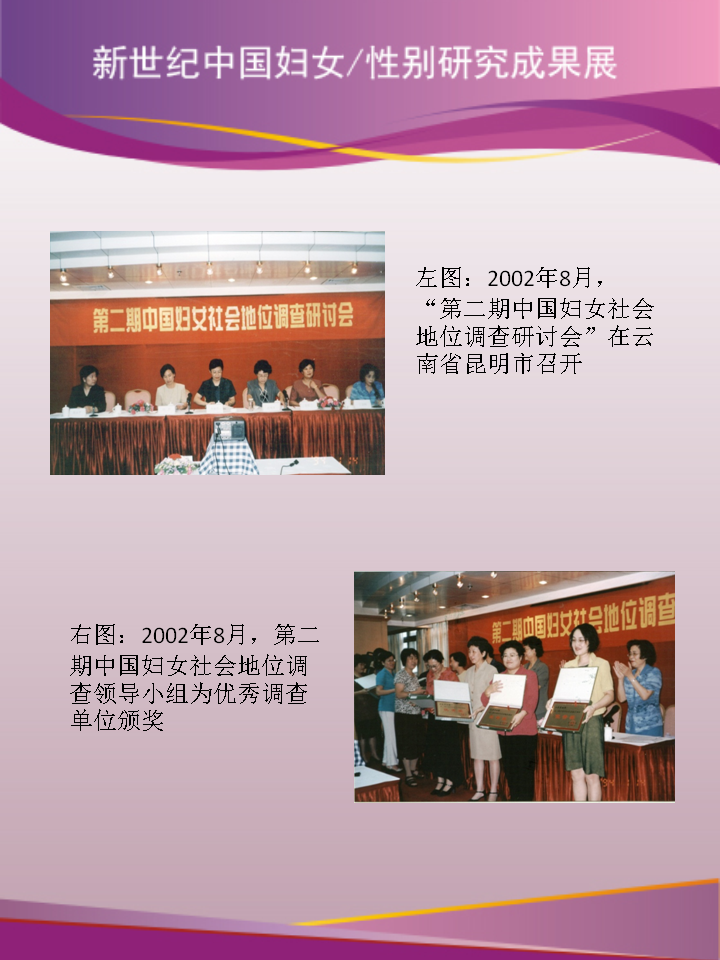 新世纪中国妇女/性别研究成果展
第二期中国妇女社会地位调查研讨会
左图：2002年8月，
“第二期中国妇女社会
地位调查研讨会”在云
南省昆明市召开
第二期中国妇女社会地位调查
右图：2002年8月，第二
期中国妇女社会地位调
查领导小组为优秀调查
单位颁奖